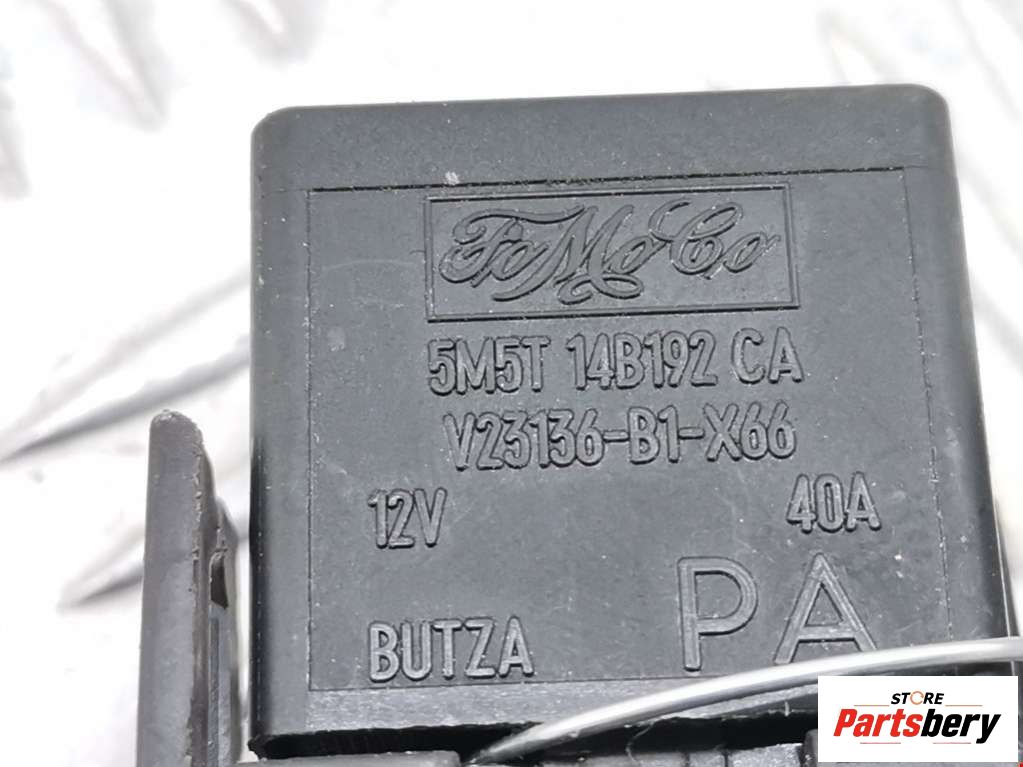 FoMoCo
5M5T 14B192 CA
V23136-B1-X66
12V 40A
BUTZA PA
STORE
Partsbery